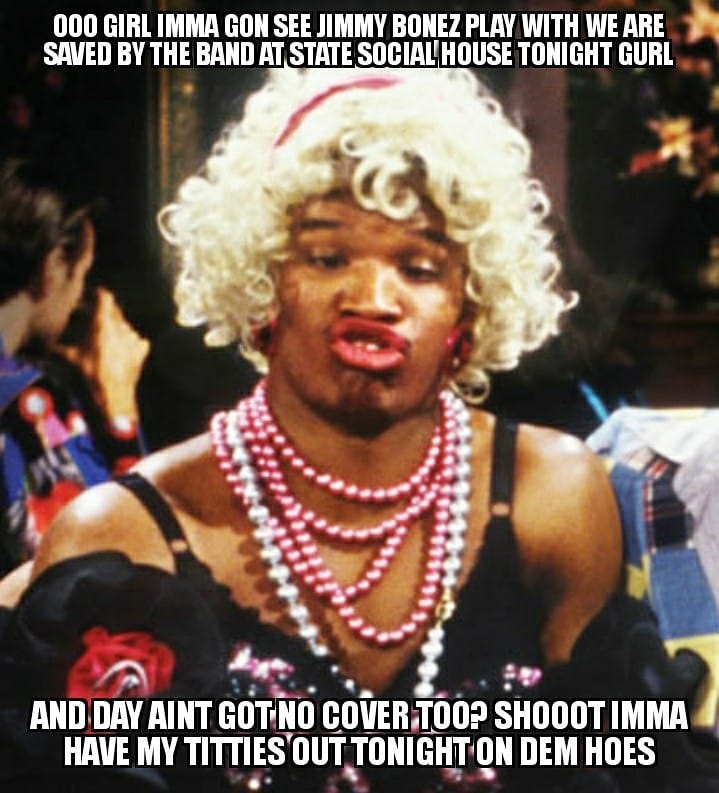 OOO GIRL IMMA GON SEE JIMMY BONEZ PLAY WITH WE ARE
SAVED BY THE BAND AT STATE SOCIAL HOUSE TONIGHT GURL
AND DAY AINT GOT NO COVER TOO? SHOOOT IMMA
HAVE MY TITTIES OUT TONIGHT ON DEM HOES